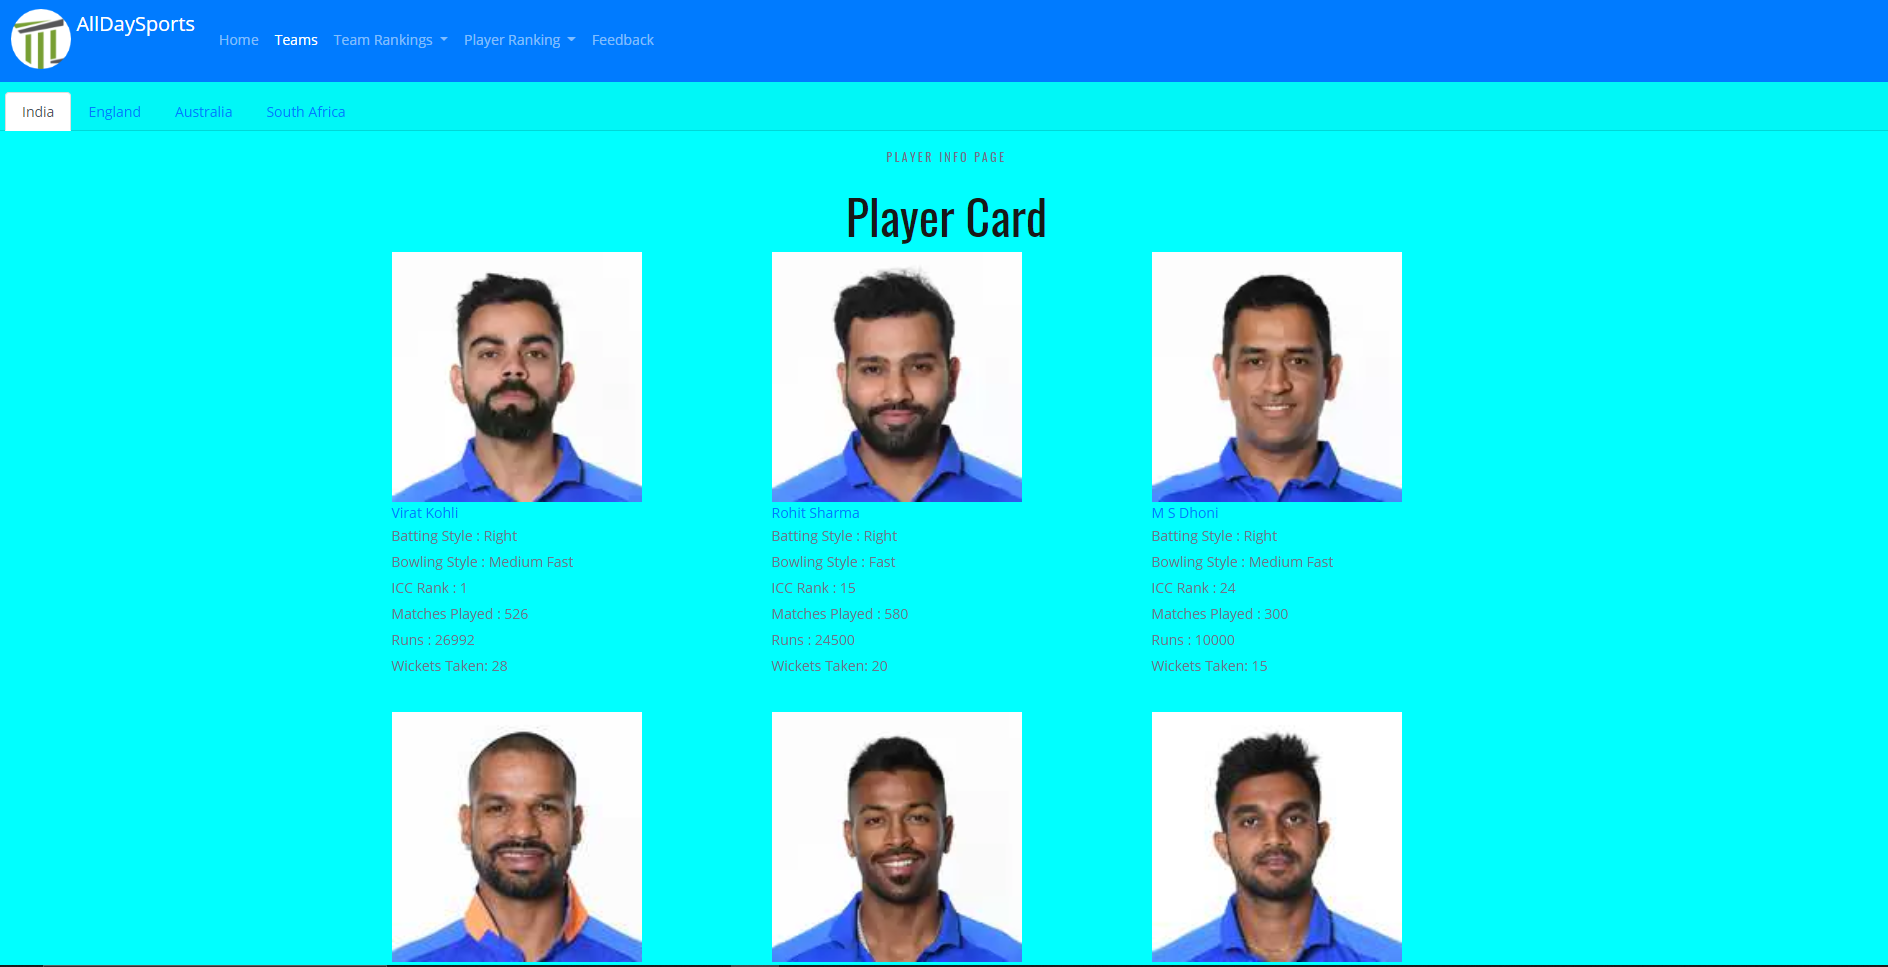 AllDaySports
Home Teams Team Rankings Player Ranking Feedback
India England Australia South Africa
PLAYER INFO PAGE
Player Card
Virat Kohli
Batting Style : Right
Bowling Style : Medium Fast
ICC Rank : 1
Matches Played : 526
Runs : 26992
Wickets Taken: 28
Rohit Sharma
Batting Style : Right
Bowling Style : Fast
ICC Rank : 15
Matches Played : 580
Runs : 24500
Wickets Taken: 20
M S Dhoni
Batting Style : Right
Bowling Style : Medium Fast
ICC Rank : 24
Matches Played : 300
Runs : 10000
Wickets Taken: 15